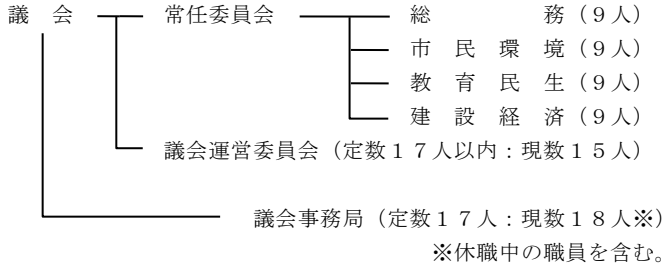 議 会 常任委員会 総 務（９人）
市 民 環 境（９人）
教 育 民 生（９人）
建 設 経 済（９人）
議会運営委員会（定数１７人以内：現数１５人）
議会事務局（定数１７人：現数１８人※）
※休職中の職員を含む。